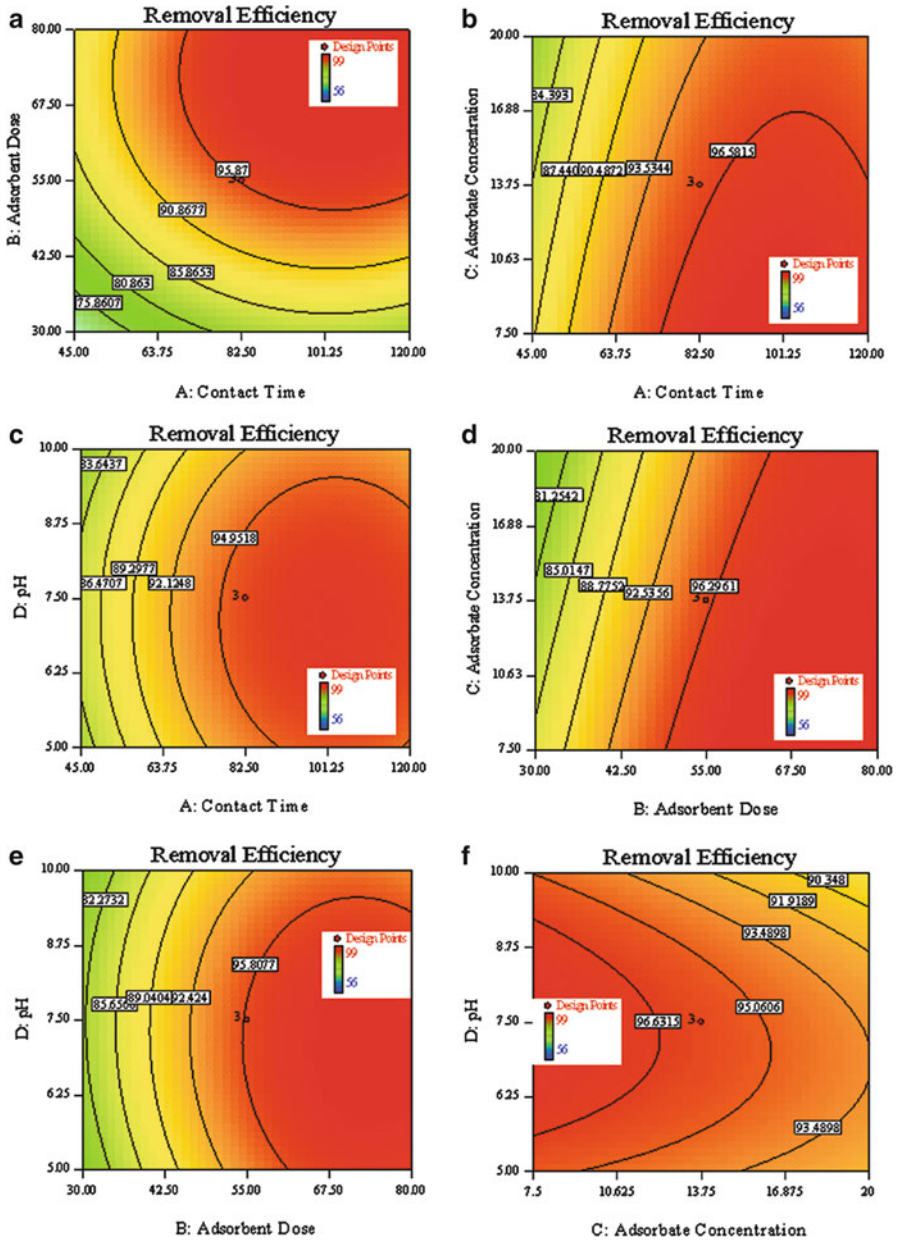 a
Removal Efficiency
B: Adsorbent Dose
80.00
67.50
55.00
42.50
30.00
Design Points
99
56
95.87
3
90.8677
85.8653
80.863
75.8607
45.00 63.75 82.50 101.25 120.00
A: Contact Time
b
Removal Efficiency
C: Adsorbate Concentration
20.00
16.88
13.75
10.63
7.50
84.393
87.440
90.4872
93.5344
96.5815
3
Design Points
99
56
45.00 63.75 82.50 101.25 120.00
A: Contact Time
c
Removal Efficiency
D: pH
10.00
8.75
7.50
6.25
5.00
83.6437
86.4707
89.2977
92.1248
94.9518
3
Design Points
99
56
45.00 63.75 82.50 101.25 120.00
A: Contact Time
d
Removal Efficiency
C: Adsorbate Concentration
20.00
16.88
13.75
10.63
7.50
81.2542
85.0147
88.7752
92.5356
96.2961
3
Design Points
99
56
30.00 42.50 55.00 67.50 80.00
B: Adsorbent Dose
e
Removal Efficiency
D: pH
10.00
8.75
7.50
6.25
5.00
82.2732
89.0404
92.424
95.8077
3
Design Points
99
56
30.00 42.50 55.00 67.50 80.00
B: Adsorbent Dose
f
Removal Efficiency
D: pH
10.00
8.75
7.50
6.25
5.00
90.348
91.9189
93.4898
95.0606
96.6315
3
93.4898
Design Points
99
56
7.5 10.625 13.75 16.875 20
C: Adsorbate Concentration